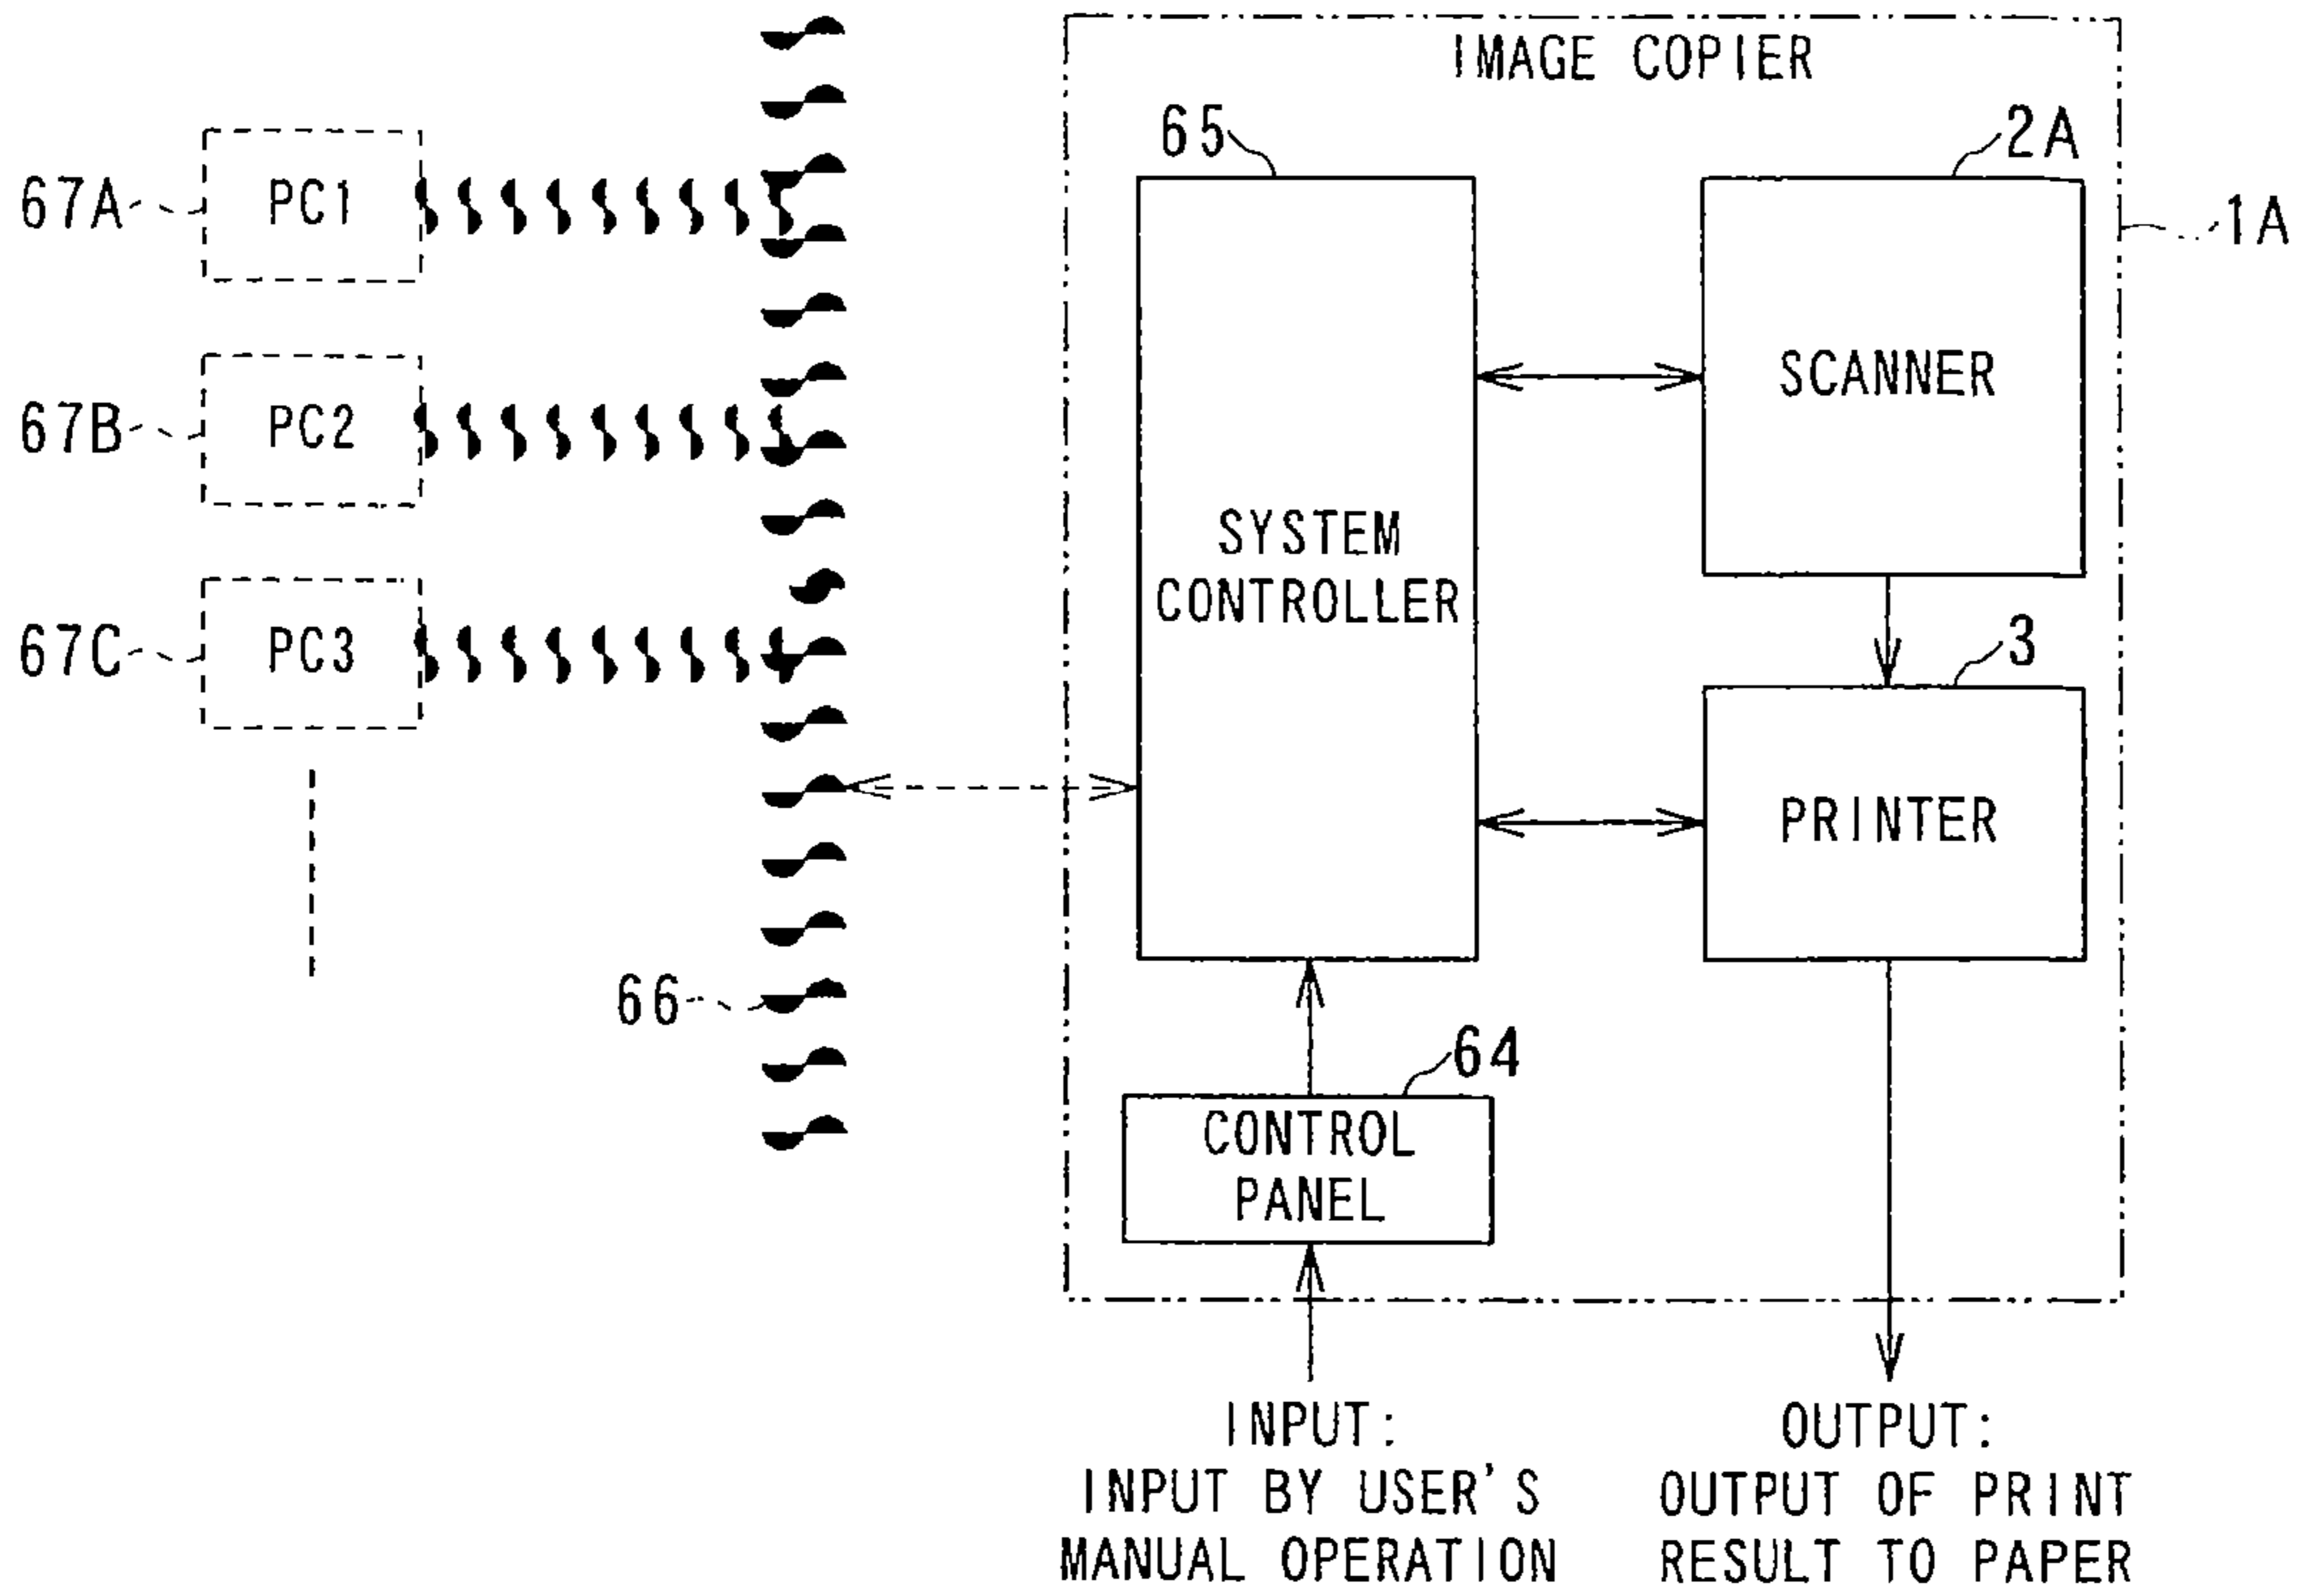 IMAGE COPIER
65
2A
67A
PC1
1A
SCANNER
67B
PC2
SYSTEM
CONTROLLER
67C
PC3
3
PRINTER
66
64
CONTROL
PANEL
INPUT:
INPUT BY USER'S
MANUAL OPERATION
OUTPUT:
OUTPUT OF PRINT
RESULT TO PAPER